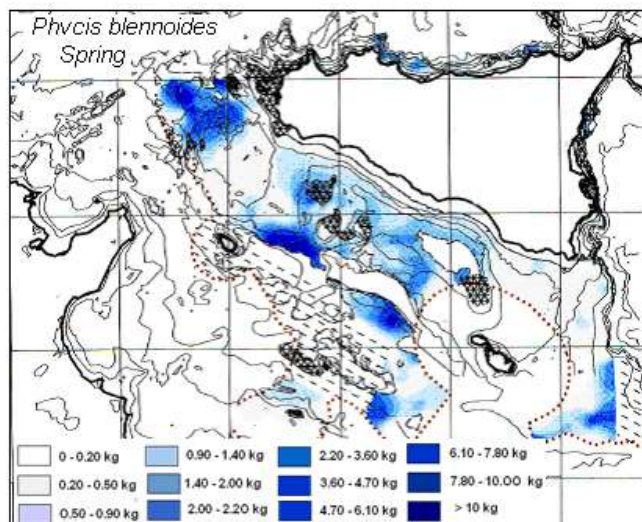 Phycis blennoides
Spring
0 - 0,20 kg
0.20 - 0.50 kg
0.50 - 0.90 kg
0.90 - 1.40 kg
1.40 - 2.00 kg
2.00 - 2.20 kg
2.20 - 3.60 kg
3.60 - 4.70 kg
4.70 - 6.10 kg
6.10 - 7.80 kg
7.80 - 10.00 kg
> 10 kg